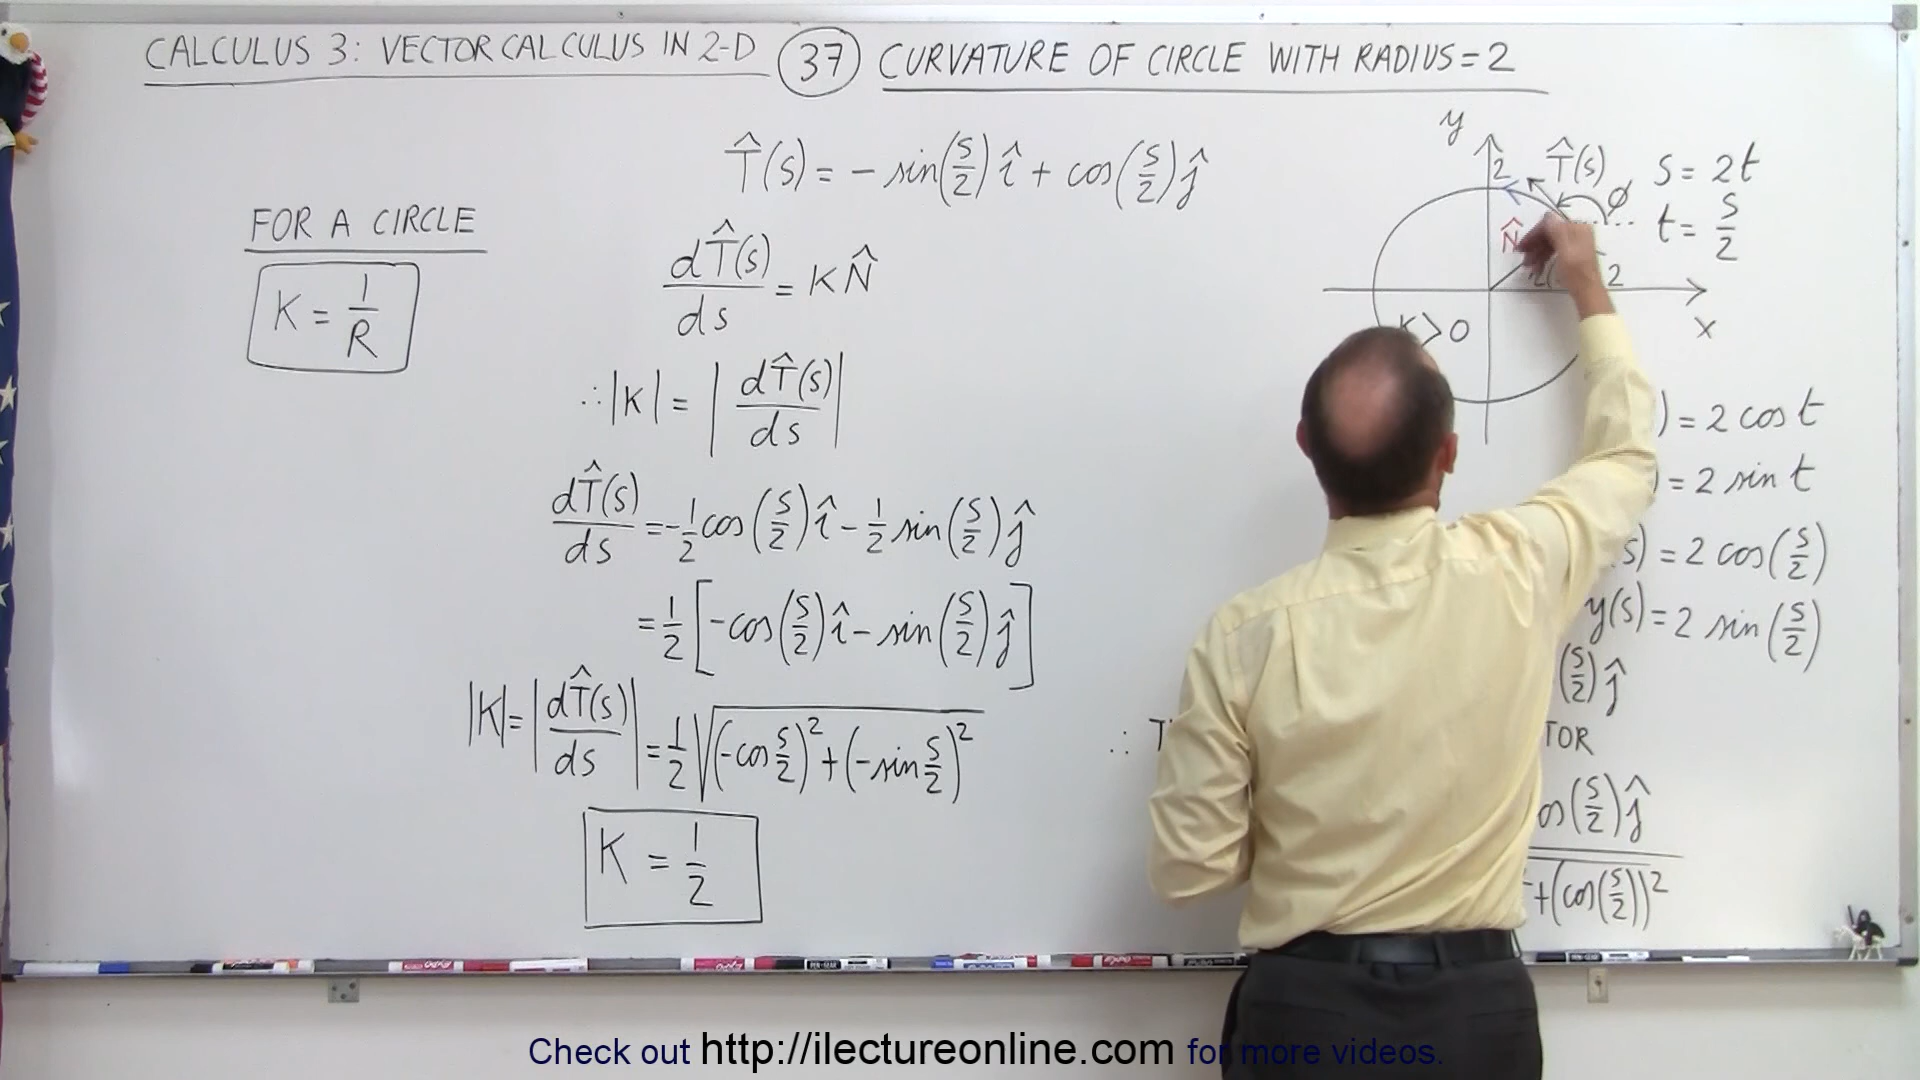 CALCULUS 3: VECTOR CALCULUS IN 2-D (37) CURVATURE OF CIRCLE WITH RADIUS = 2
T̂(s) = - sin(s/2) î + cos(s/2) ĵ
FOR A CIRCLE
K = 1/R
dT̂(s)/ds = K N̂
∴ |K| = | dT̂(s)/ds |
dT̂(s)/ds = -1/2 cos(s/2) î - 1/2 sin(s/2) ĵ
= 1/2 [ -cos(s/2) î - sin(s/2) ĵ ]
|K| = | dT̂(s)/ds | = 1/2 √((-cos s/2)² + (-sin s/2)²)
K = 1/2
y
2
T̂(s)
ϕ
N̂
2
x
> 0
s = 2t
t = s/2
) = 2 cos t
) = 2 sin t
s) = 2 cos(s/2)
y(s) = 2 sin(s/2)
(s/2) ĵ
∴ T
TOR
os(s/2) ĵ
+ (cos(s/2))²
Check out http://ilectureonline.com for more videos.